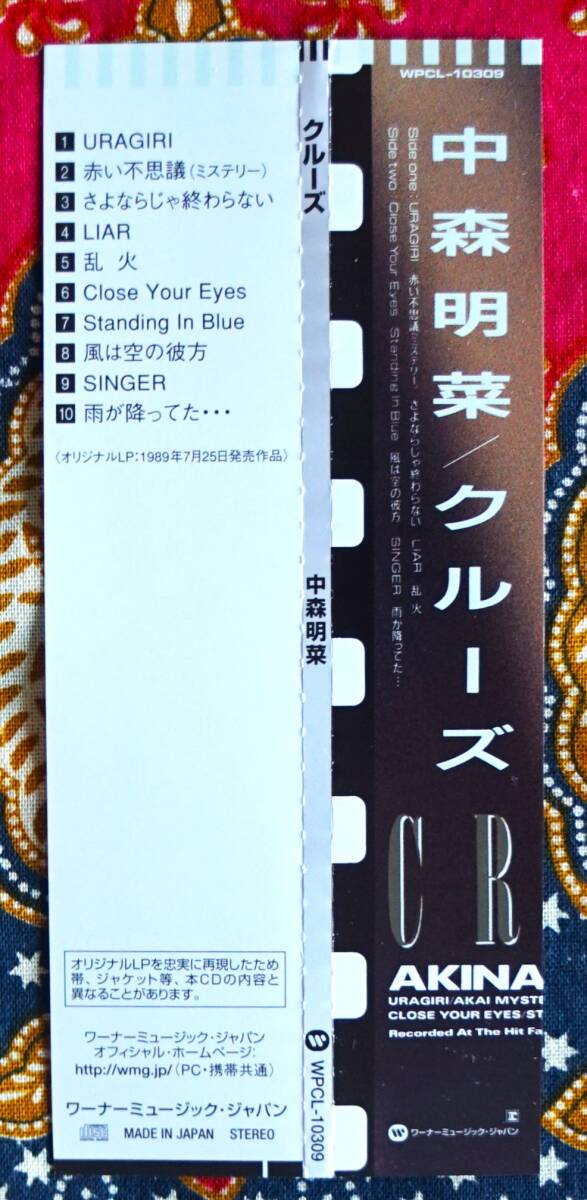 1 URAGIRI
2 赤い不思議(ミステリー)
3 さよならじゃ終わらない
4 LIAR
5 乱 火
6 Close Your Eyes
7 Standing In Blue
8 風は空の彼方
9 SINGER
10 雨が降ってた・・・
〈オリジナルLP:1989年7月25日発売作品〉
オリジナルLPを忠実に再現したため
帯、ジャケット等、本CDの内容と
異なることがあります。
ワーナーミュージック・ジャパン
オフィシャル・ホームページ:
http://wmg.jp/(PC・携帯共通)
ワーナーミュージック・ジャパン
MADE IN JAPAN STEREO
クルーズ
中森明菜
WPCL-10309
WPCL-10309
中森明菜/クルーズ
Side one : URAGIRI 赤い不思議(ミステリー) さよならじゃ終わらない LIAR 乱 火
Side two : Close Your Eyes Standing In Blue 風は空の彼方 SINGER 雨が降ってた…
C R
AKINA
URAGIRI/AKAI MYSTE
CLOSE YOUR EYES/ST
Recorded At The Hit Fa
ワーナーミュージック・ジャパン